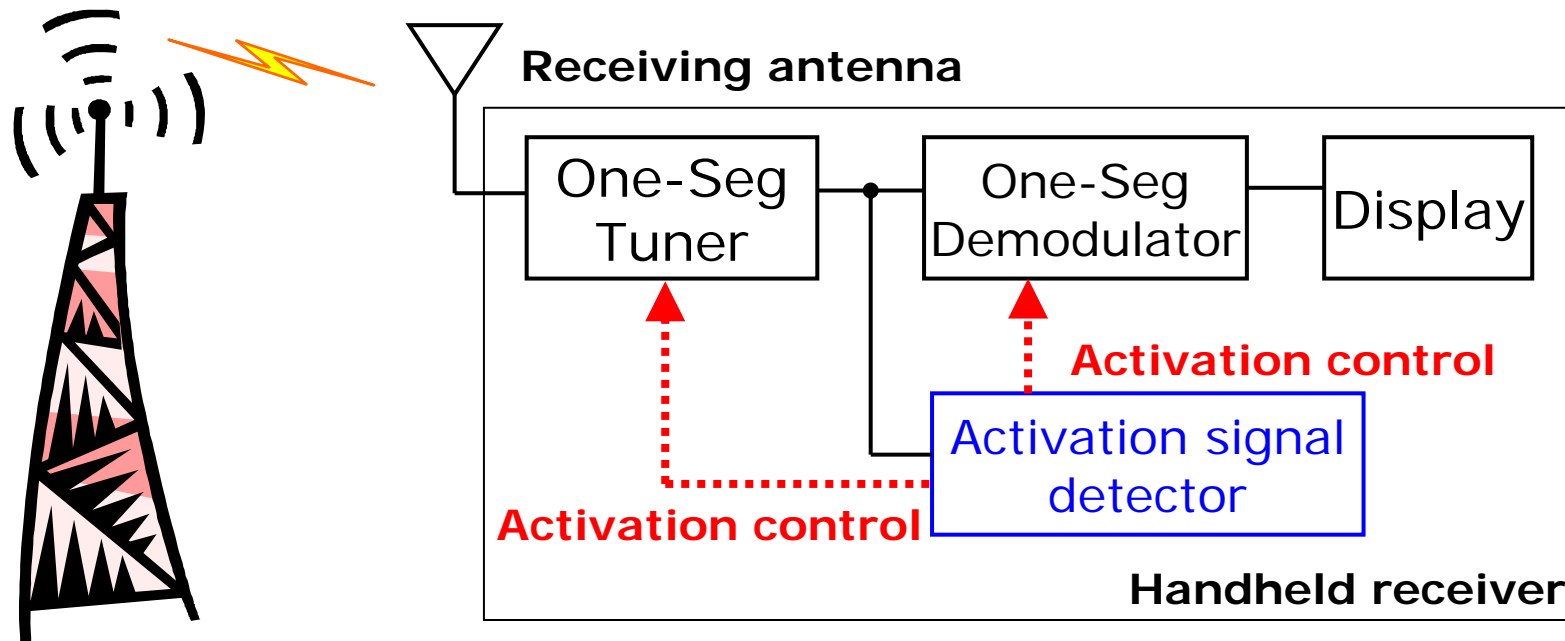 Receiving antenna
One-Seg
Tuner
One-Seg
Demodulator
Display
Activation control
Activation signal
detector
Activation control
Handheld receiver